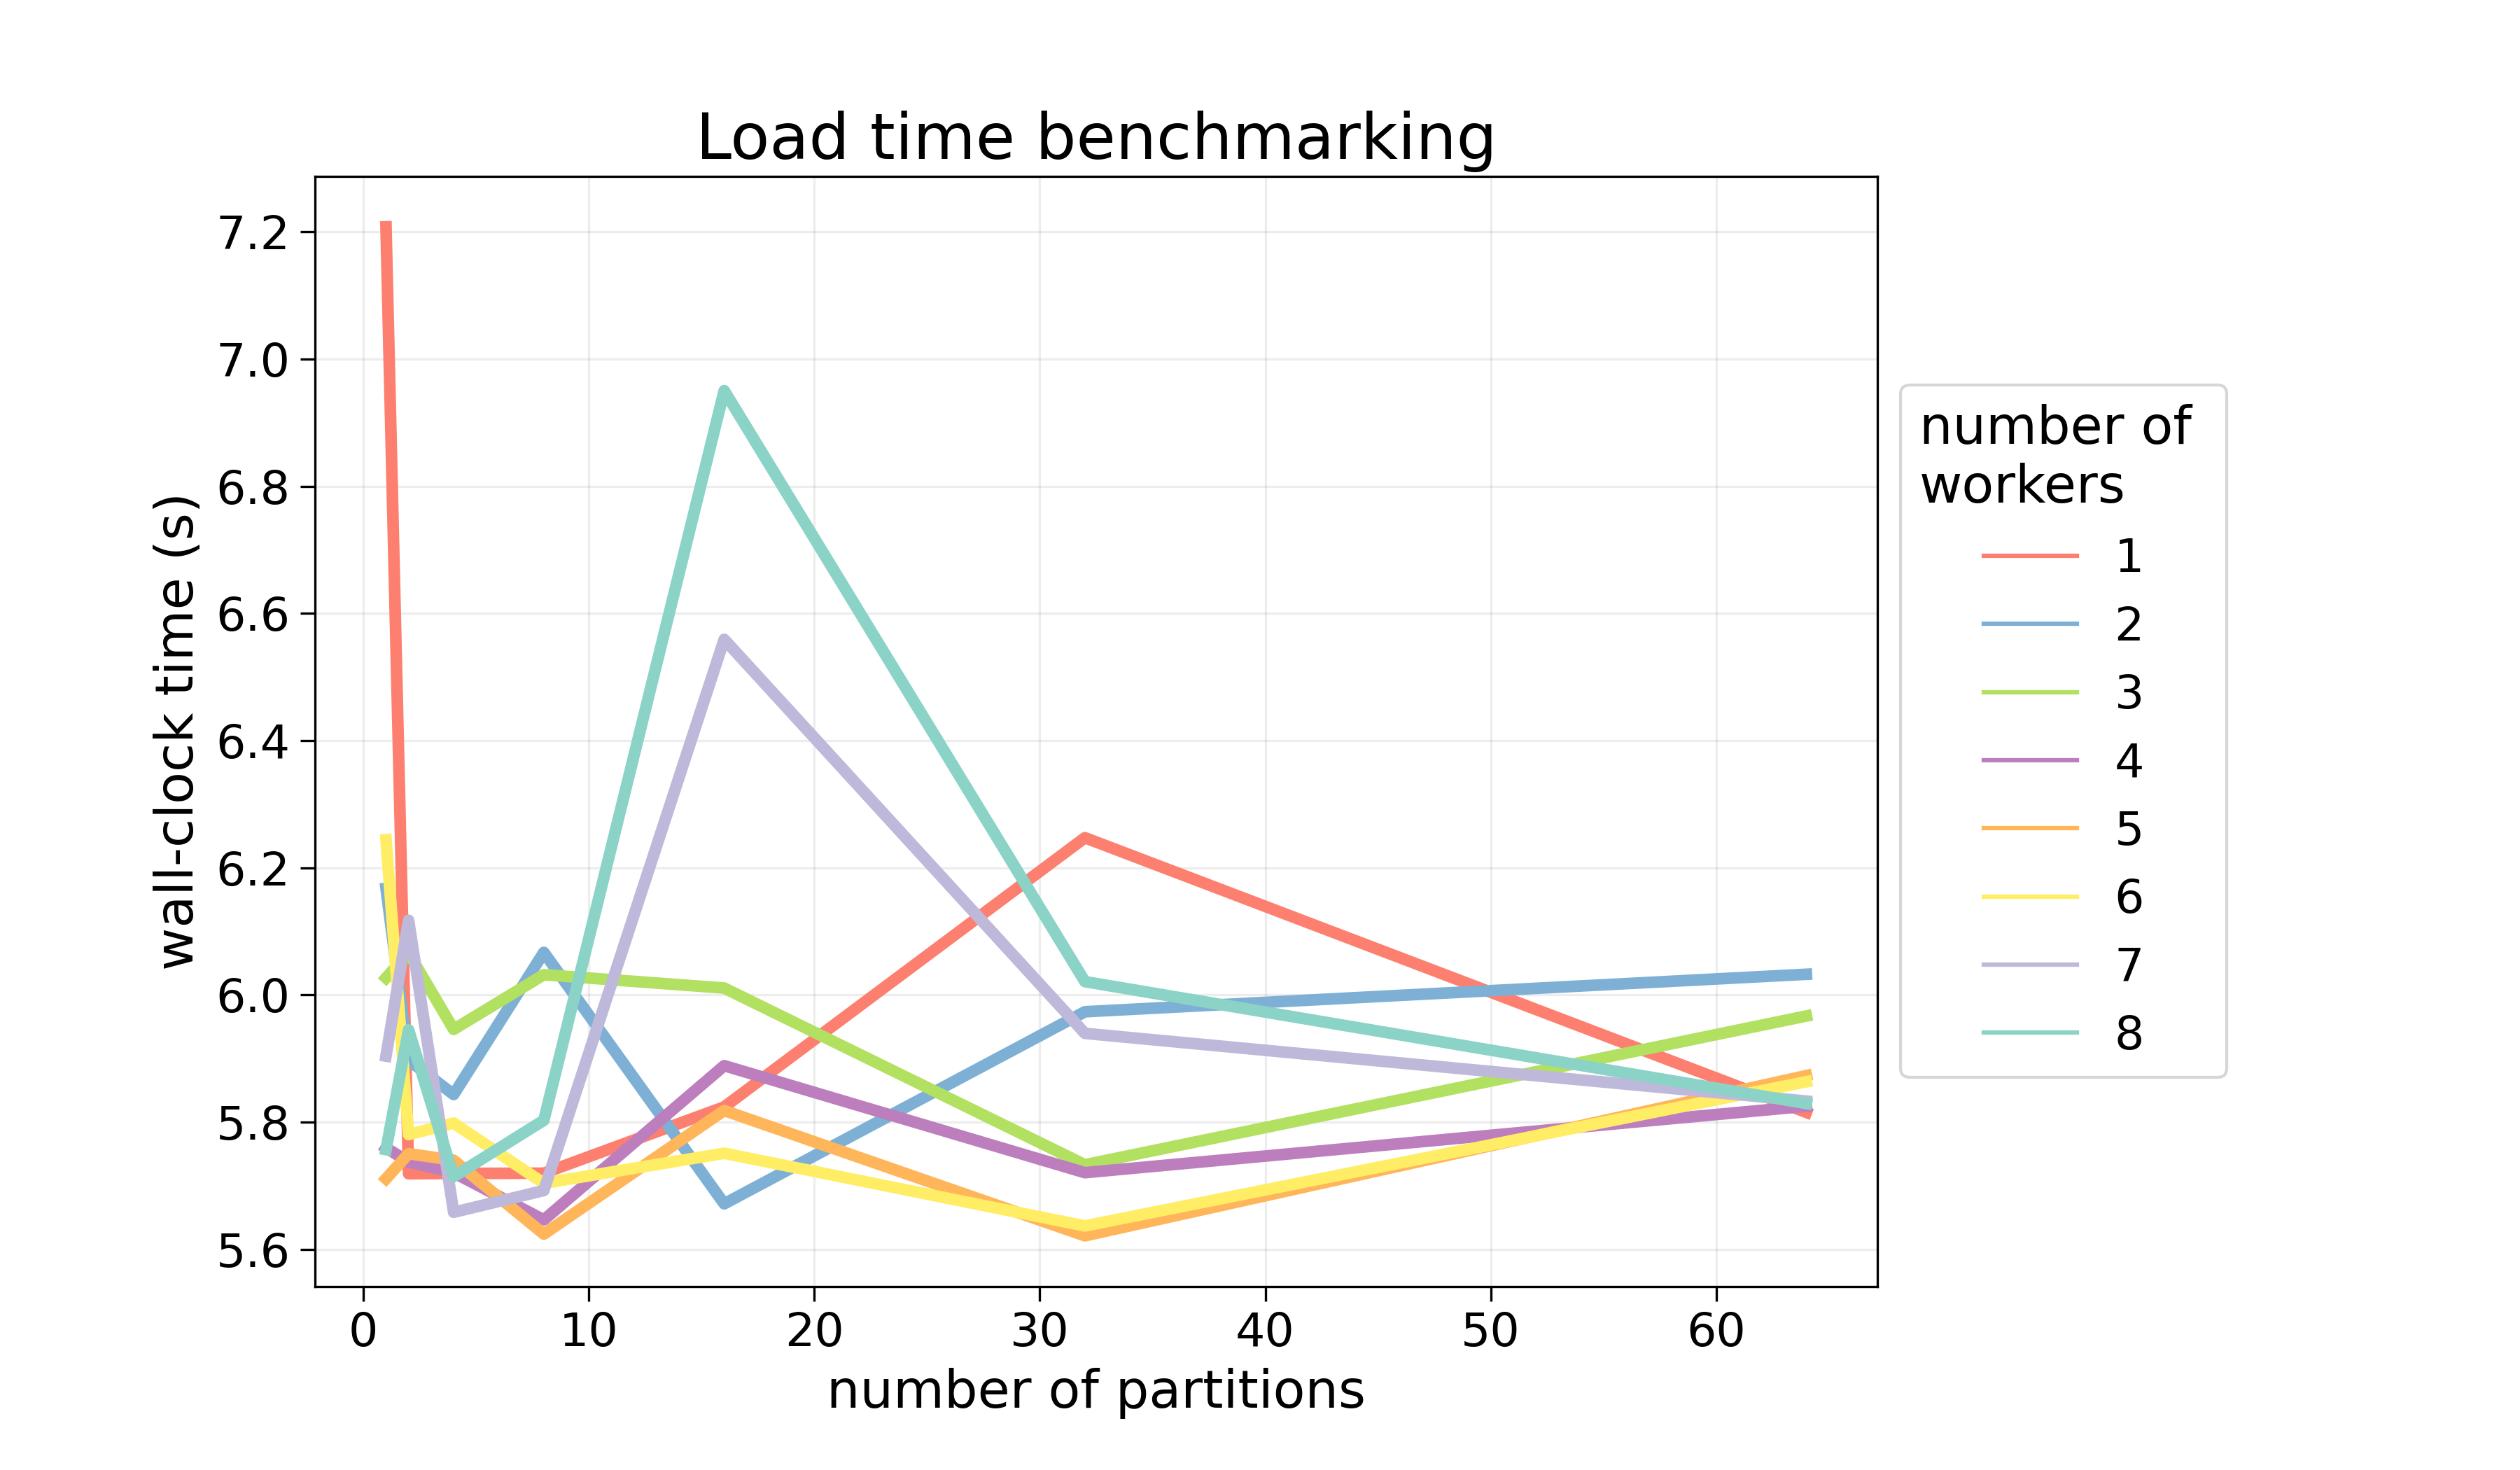 Load time benchmarking
7.2
7.0
6.8
6.6
6.4
6.2
6.0
5.8
5.6
wall-clock time (s)
0 10 20 30 40 50 60
number of partitions
number of
workers
1
2
3
4
5
6
7
8